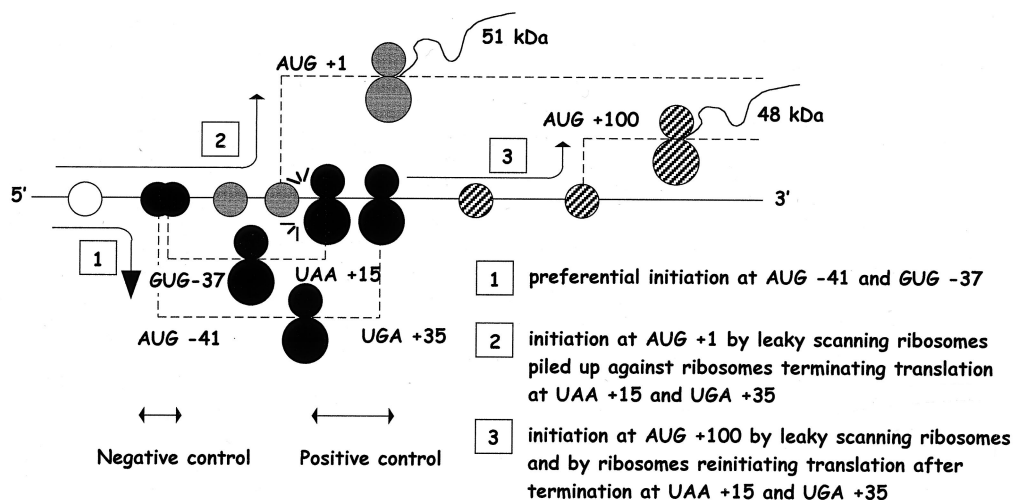 51 kDa
AUG +1
AUG +100
48 kDa
2
3
5'
3'
1
GUG-37
UAA +15
AUG -41
UGA +35
1 preferential initiation at AUG -41 and GUG -37
2 initiation at AUG +1 by leaky scanning ribosomes
piled up against ribosomes terminating translation
at UAA +15 and UGA +35
3 initiation at AUG +100 by leaky scanning ribosomes
and by ribosomes reinitiating translation after
termination at UAA +15 and UGA +35
Negative control
Positive control